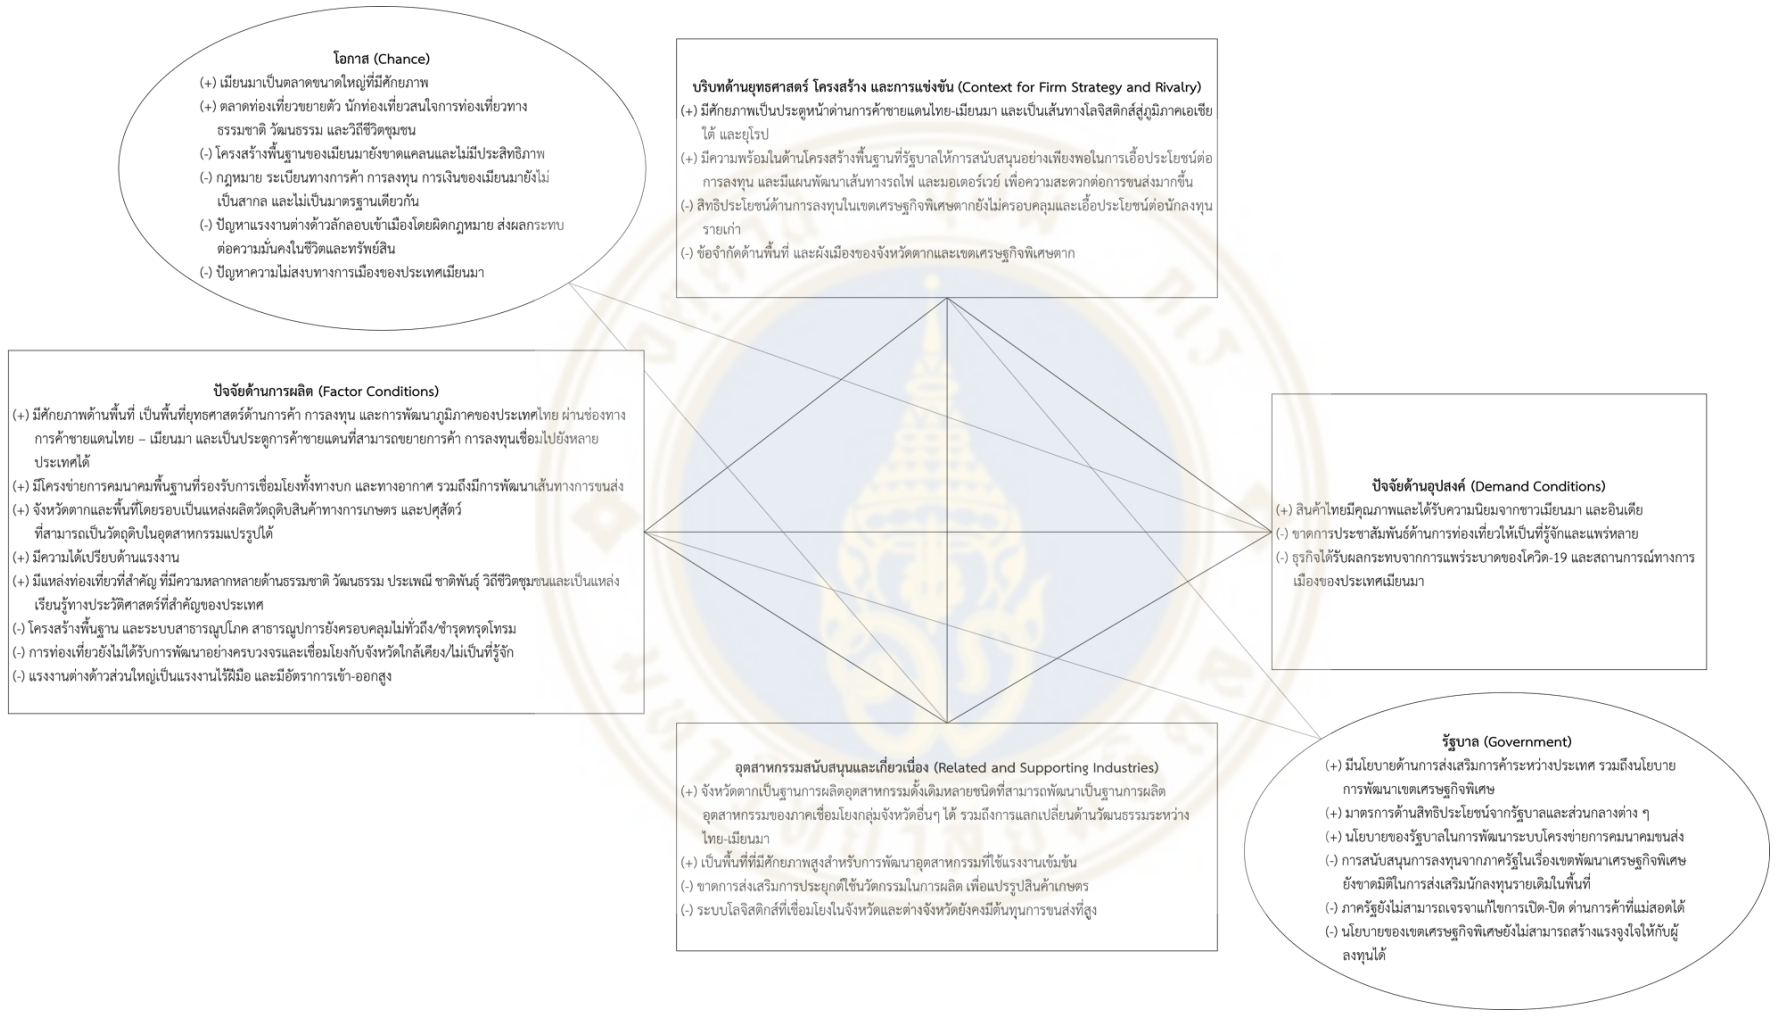 โอกาส (Chance)
(+) เมียนมาเป็นตลาดขนาดใหญ่ที่มีศักยภาพ
(+) ตลาดท่องเที่ยวขยายตัว นักท่องเที่ยวสนใจการท่องเที่ยวทาง
ธรรมชาติ วัฒนธรรม และวิถีชีวิตชุมชน
(-) โครงสร้างพื้นฐานของเมียนมายังขาดแคลนและไม่มีประสิทธิภาพ
(-) กฎหมาย ระเบียบทางการค้า การลงทุน การเงินของเมียนมายังไม่
เป็นสากล และไม่เป็นมาตรฐานเดียวกัน
(-) ปัญหาแรงงานต่างด้าวลักลอบเข้าเมืองโดยผิดกฎหมาย ส่งผลกระทบ
ต่อความมั่นคงในชีวิตและทรัพย์สิน
(-) ปัญหาความไม่สงบทางการเมืองของประเทศเมียนมา
บริบทด้านยุทธศาสตร์ โครงสร้าง และการแข่งขัน (Context for Firm Strategy and Rivalry)
(+) มีศักยภาพเป็นประตูหน้าด่านการค้าชายแดนไทย-เมียนมา และเป็นเส้นทางโลจิสติกส์สู่ภูมิภาคเอเชีย
ใต้ และยุโรป
(+) มีความพร้อมในด้านโครงสร้างพื้นฐานที่รัฐบาลให้การสนับสนุนอย่างเพียงพอในการเอื้อประโยชน์ต่อ
การลงทุน และมีแผนพัฒนาเส้นทางรถไฟ และมอเตอร์เวย์ เพื่อความสะดวกต่อการขนส่งมากขึ้น
(-) สิทธิประโยชน์ด้านการลงทุนในเขตเศรษฐกิจพิเศษตากยังไม่ครอบคลุมและเอื้อประโยชน์ต่อนักลงทุน
รายเก่า
(-) ข้อจำกัดด้านพื้นที่ และผังเมืองของจังหวัดตากและเขตเศรษฐกิจพิเศษตาก
ปัจจัยด้านการผลิต (Factor Conditions)
(+) มีศักยภาพด้านพื้นที่ เป็นพื้นที่ยุทธศาสตร์ด้านการค้า การลงทุน และการพัฒนาภูมิภาคของประเทศไทย ผ่านช่องทาง
การค้าชายแดนไทย – เมียนมา และเป็นประตูการค้าชายแดนที่สามารถขยายการค้า การลงทุนเชื่อมไปยังหลาย
ประเทศได้
(+) มีโครงข่ายการคมนาคมพื้นฐานที่รองรับการเชื่อมโยงทั้งทางบก และทางอากาศ รวมถึงมีการพัฒนาเส้นทางการขนส่ง
(+) จังหวัดตากและพื้นที่โดยรอบเป็นแหล่งผลิตวัตถุดิบสินค้าทางการเกษตร และปศุสัตว์
ที่สามารถเป็นวัตถุดิบในอุตสาหกรรมแปรรูปได้
(+) มีความได้เปรียบด้านแรงงาน
(+) มีแหล่งท่องเที่ยวที่สำคัญ ที่มีความหลากหลายด้านธรรมชาติ วัฒนธรรม ประเพณี ชาติพันธุ์ วิถีชีวิตชุมชนและเป็นแหล่ง
เรียนรู้ทางประวัติศาสตร์ที่สำคัญของประเทศ
(-) โครงสร้างพื้นฐาน และระบบสาธารณูปโภค สาธารณูปการยังครอบคลุมไม่ทั่วถึง/ชำรุดทรุดโทรม
(-) การท่องเที่ยวยังไม่ได้รับการพัฒนาอย่างครบวงจรและเชื่อมโยงกับจังหวัดใกล้เคียง/ไม่เป็นที่รู้จัก
(-) แรงงานต่างด้าวส่วนใหญ่เป็นแรงงานไร้ฝีมือ และมีอัตราการเข้า-ออกสูง
ปัจจัยด้านอุปสงค์ (Demand Conditions)
(+) สินค้าไทยมีคุณภาพและได้รับความนิยมจากชาวเมียนมา และอินเดีย
(-) ขาดการประชาสัมพันธ์ด้านการท่องเที่ยวให้เป็นที่รู้จักและแพร่หลาย
(-) ธุรกิจได้รับผลกระทบจากการแพร่ระบาดของโควิด-19 และสถานการณ์ทางการ
เมืองของประเทศเมียนมา
อุตสาหกรรมสนับสนุนและเกี่ยวเนื่อง (Related and Supporting Industries)
(+) จังหวัดตากเป็นฐานการผลิตอุตสาหกรรมดั้งเดิมหลายชนิดที่สามารถพัฒนาเป็นฐานการผลิต
อุตสาหกรรมของภาคเชื่อมโยงกลุ่มจังหวัดอื่นๆ ได้ รวมถึงการแลกเปลี่ยนด้านวัฒนธรรมระหว่าง
ไทย-เมียนมา
(+) เป็นพื้นที่ที่มีศักยภาพสูงสำหรับการพัฒนาอุตสาหกรรมที่ใช้แรงงานเข้มข้น
(-) ขาดการส่งเสริมการประยุกต์ใช้นวัตกรรมในการผลิต เพื่อแปรรูปสินค้าเกษตร
(-) ระบบโลจิสติกส์ที่เชื่อมโยงในจังหวัดและต่างจังหวัดยังคงมีต้นทุนการขนส่งที่สูง
รัฐบาล (Government)
(+) มีนโยบายด้านการส่งเสริมการค้าระหว่างประเทศ รวมถึงนโยบาย
การพัฒนาเขตเศรษฐกิจพิเศษ
(+) มาตรการด้านสิทธิประโยชน์จากรัฐบาลและส่วนกลางต่าง ๆ
(+) นโยบายของรัฐบาลในการพัฒนาระบบโครงข่ายการคมนาคมขนส่ง
(-) การสนับสนุนการลงทุนจากภาครัฐในเรื่องเขตพัฒนาเศรษฐกิจพิเศษ
ยังขาดมิติในการส่งเสริมนักลงทุนรายเดิมในพื้นที่
(-) ภาครัฐยังไม่สามารถเจรจาแก้ไขการเปิด-ปิด ด่านการค้าที่แม่สอดได้
(-) นโยบายของเขตเศรษฐกิจพิเศษยังไม่สามารถสร้างแรงจูงใจให้กับผู้
ลงทุนได้